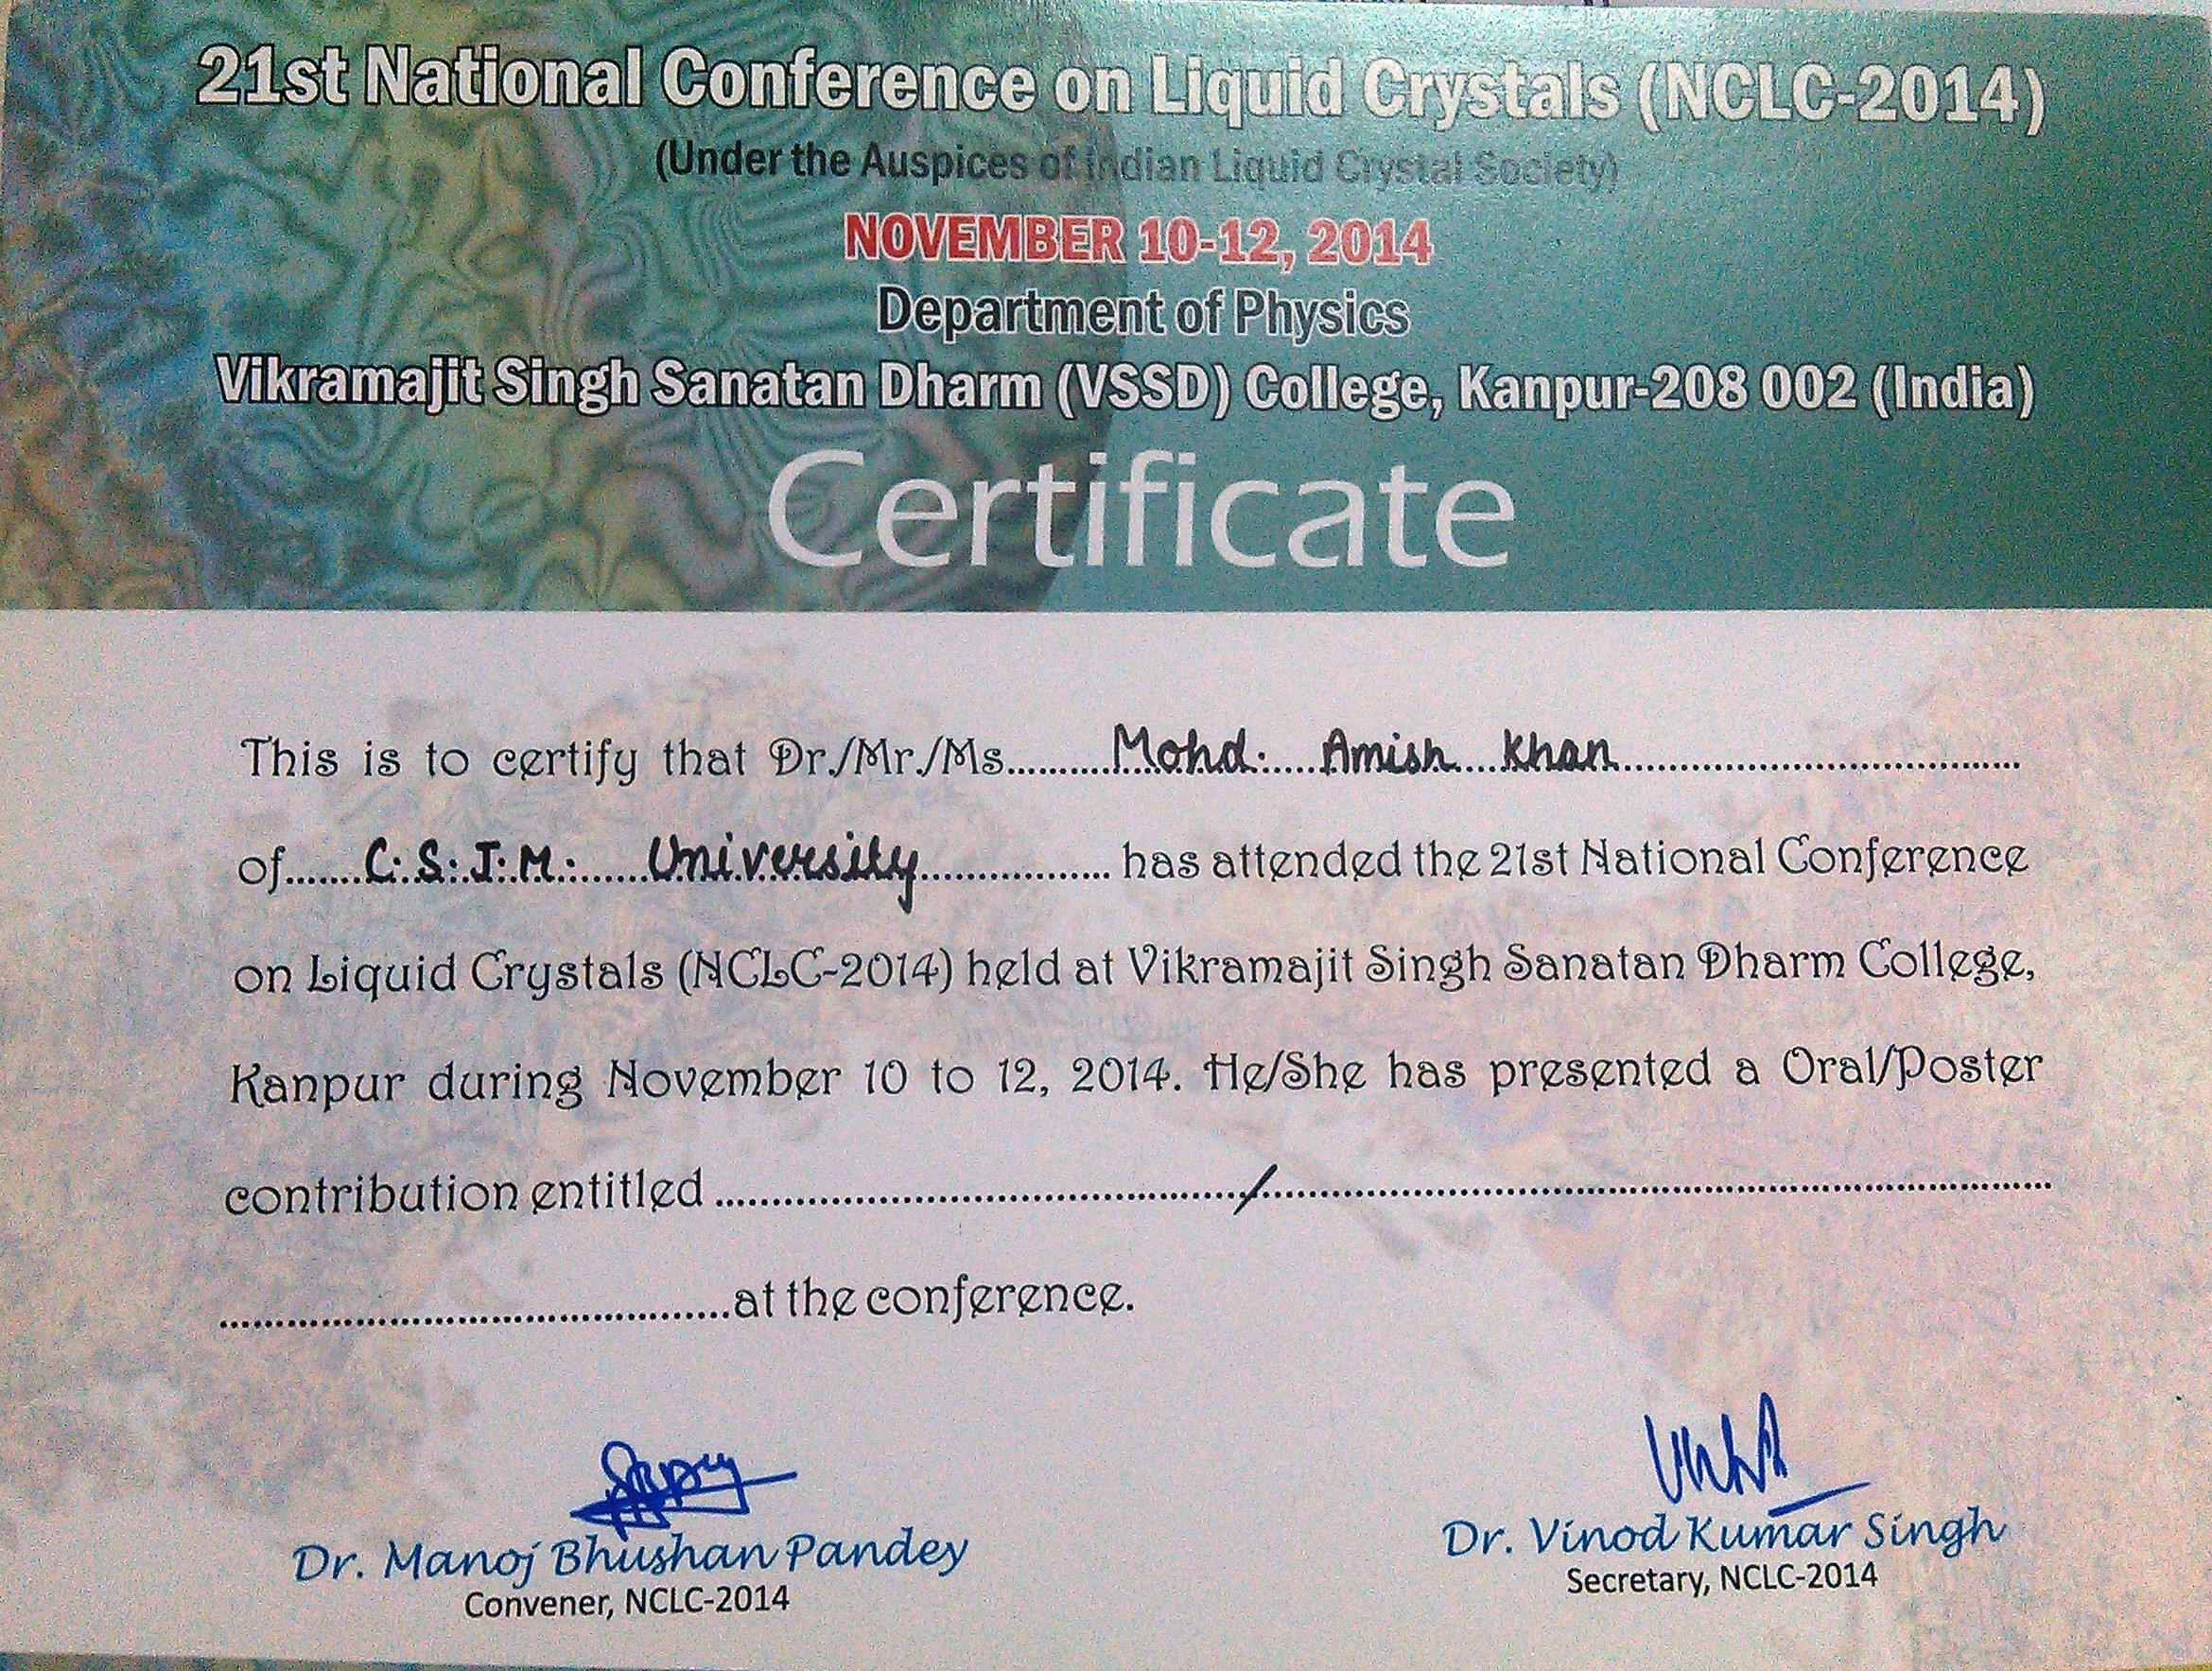 21st National Conference on Liquid Crystals (NCLC-2014)
(Under the Auspices of Indian Liquid Crystal Society)
NOVEMBER 10-12, 2014
Department of Physics
Vikramajit Singh Sanatan Dharm (VSSD) College, Kanpur-208 002 (India)
Certificate
This is to certify that Dr./Mr./Ms. Mohd. Amish Khan
of C.S.J.M. University has attended the 21st National Conference
on Liquid Crystals (NCLC-2014) held at Vikramajit Singh Sanatan Dharm College,
Kanpur during November 10 to 12, 2014. He/She has presented a Oral/Poster
contribution entitled /
at the conference.
Dr. Manoj Bhushan Pandey
Convener, NCLC-2014
Dr. Vinod Kumar Singh
Secretary, NCLC-2014